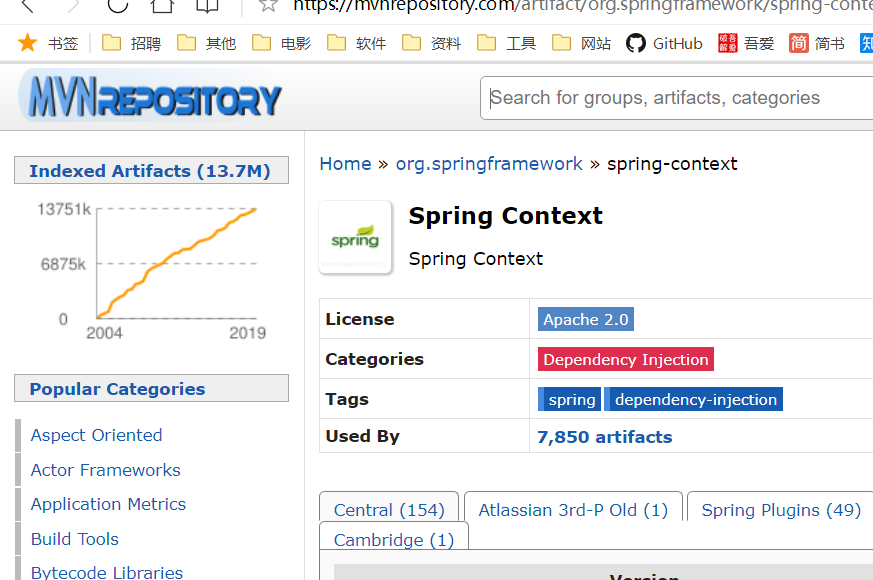 https://mvnrepository.com/artifact/org.springframework/spring-conte
书签 招聘 其他 电影 软件 资料 工具 网站 GitHub 破解 吾爱 简 简书 知
MVNREPOSITORY
Search for groups, artifacts, categories
Indexed Artifacts (13.7M)
13751k
6875k
0
2004 2019
Popular Categories
Aspect Oriented
Actor Frameworks
Application Metrics
Build Tools
Bytecode Libraries
Home » org.springframework » spring-context
spring
Spring Context
Spring Context
License Apache 2.0
Categories Dependency Injection
Tags spring dependency-injection
Used By 7,850 artifacts
Central (154) Atlassian 3rd-P Old (1) Spring Plugins (49)
Cambridge (1)
Version